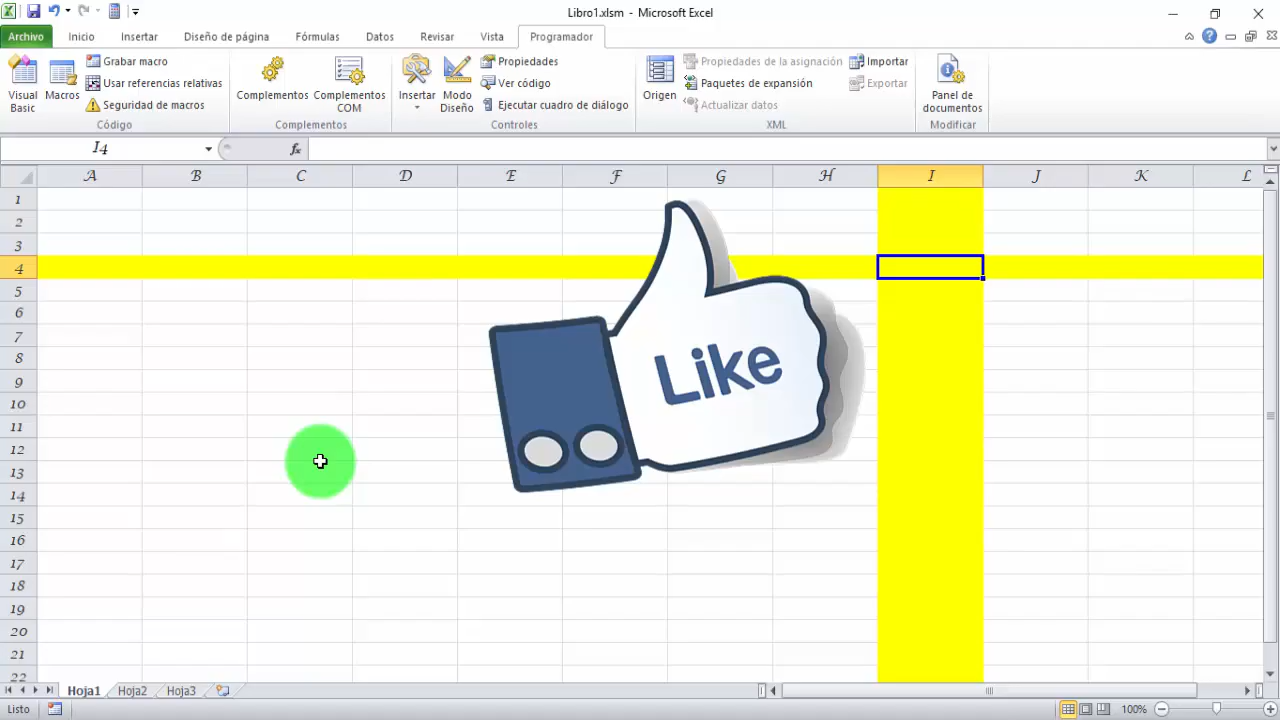 Libro1.xlsm - Microsoft Excel
Archivo Inicio Insertar Diseño de página Fórmulas Datos Revisar Vista Programador
Visual Basic
Macros
Grabar macro
Usar referencias relativas
Seguridad de macros
Código
Complementos
Complementos COM
Complementos
Insertar
Modo Diseño
Propiedades
Ver código
Ejecutar cuadro de diálogo
Controles
Origen
Propiedades de la asignación
Paquetes de expansión
Actualizar datos
Importar
Exportar
XML
Panel de documentos
Modificar
I4 fx
A B C D E F G H I J K L
1
2
3
4
5
6
7
8
9
10
11
12
13
14
15
16
17
18
19
20
21
22
Like
Hoja1 Hoja2 Hoja3
Listo 100%